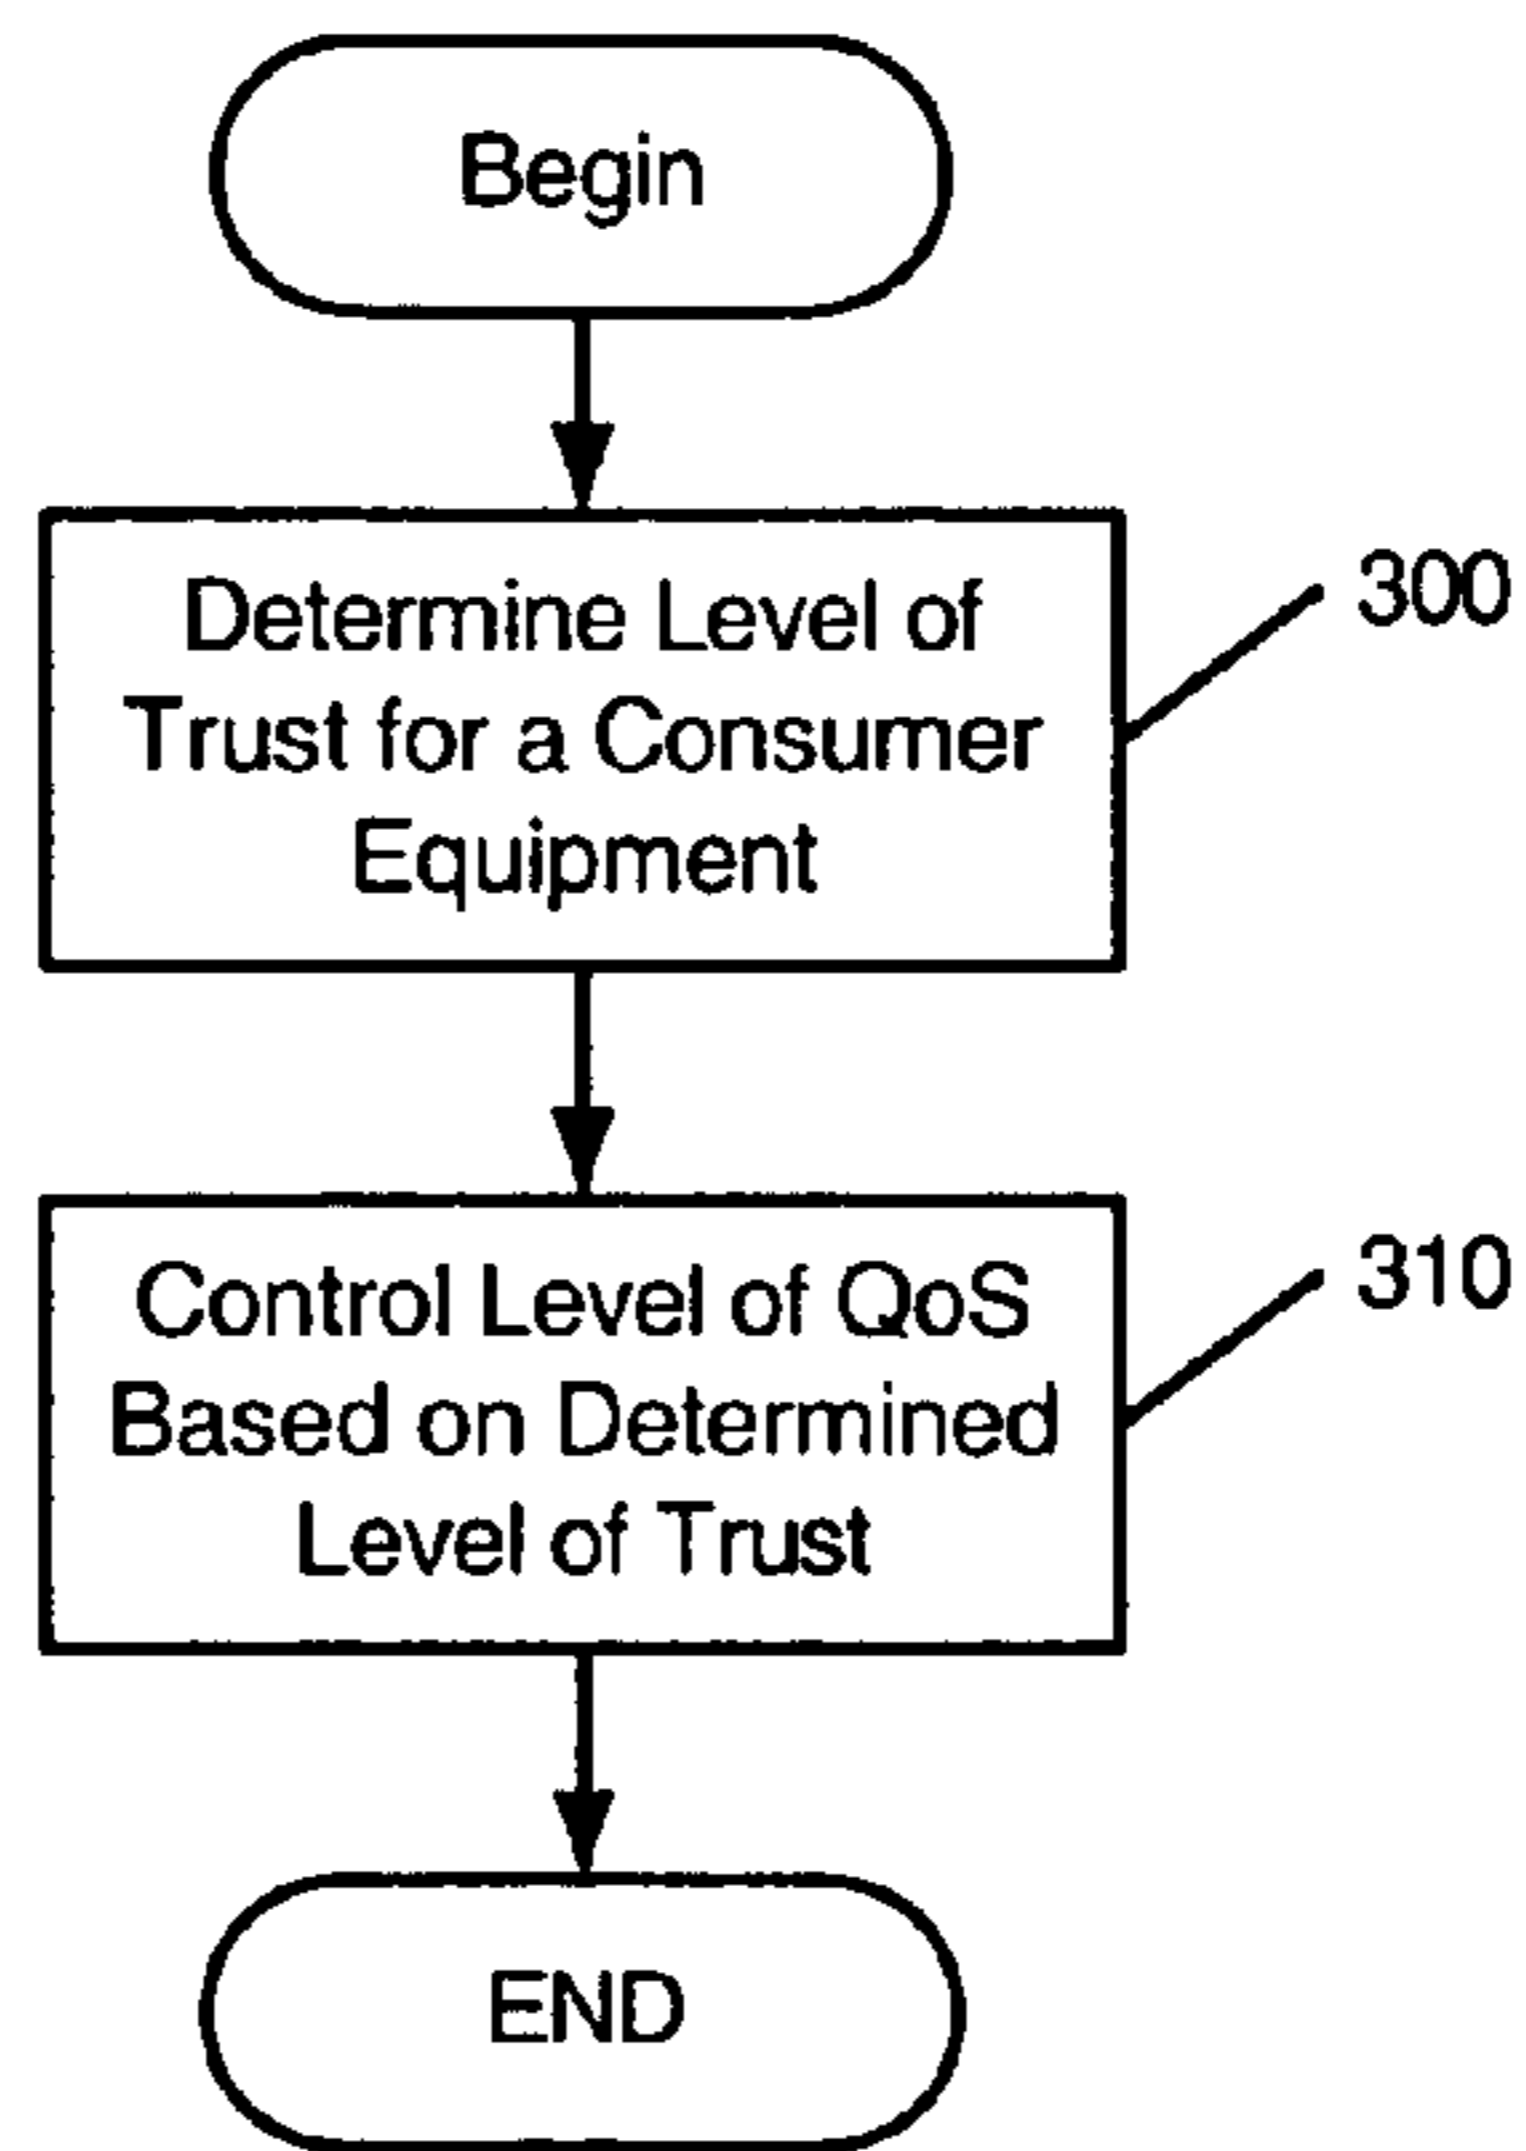 Begin
Determine Level of
Trust for a Consumer
Equipment
300
Control Level of QoS
Based on Determined
Level of Trust
310
END